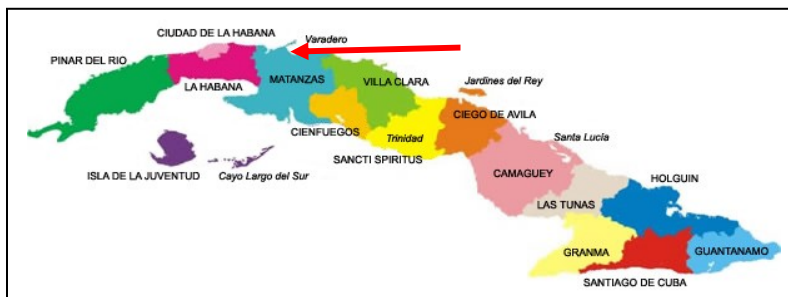 CIUDAD DE LA HABANA
Varadero
PINAR DEL RIO
LA HABANA
MATANZAS
VILLA CLARA
Jardines del Rey
CIEGO DE AVILA
CIENFUEGOS
Trinidad
Santa Lucía
SANCTI SPIRITUS
ISLA DE LA JUVENTUD
Cayo Largo del Sur
CAMAGUEY
HOLGUIN
LAS TUNAS
GRANMA
GUANTANAMO
SANTIAGO DE CUBA